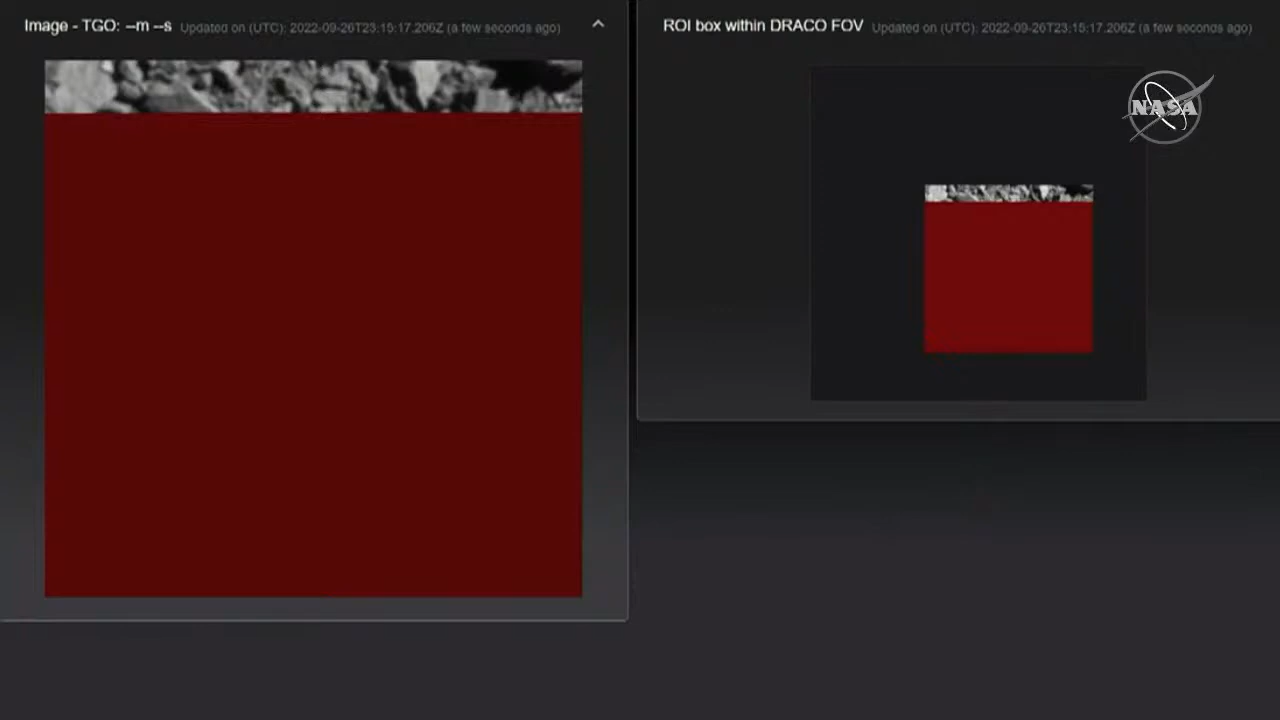 Image - TGO: --m --s Updated on (UTC): 2022-09-26T23:15:17.206Z (a few seconds ago)
ROI box within DRACO FOV Updated on (UTC): 2022-09-26T23:15:17.206Z (a few seconds ago)
NASA